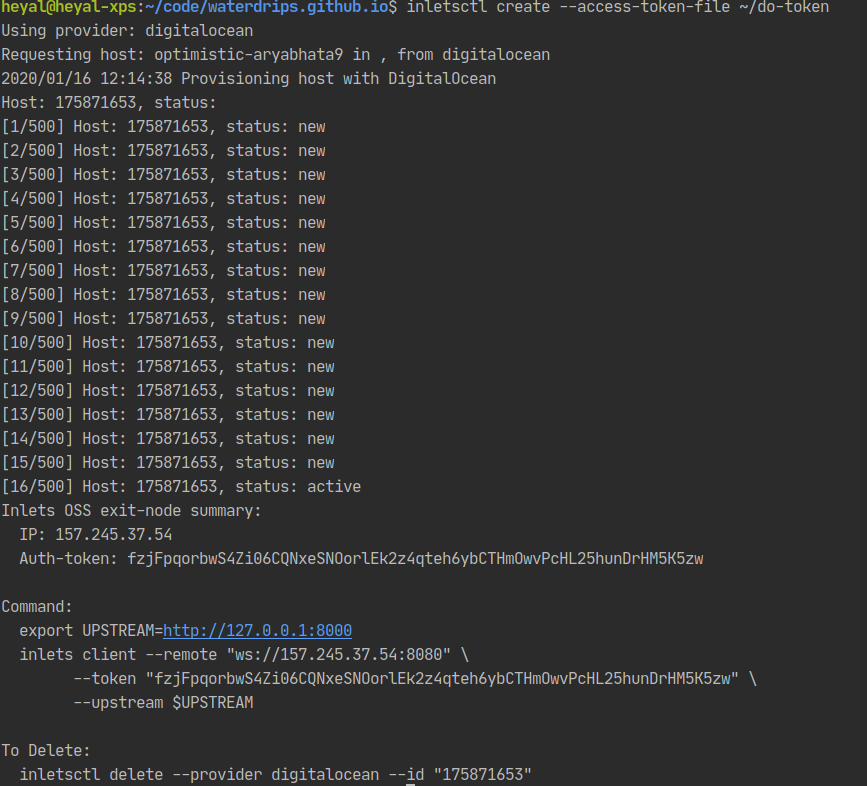 heyal@heyal-xps:~/code/waterdrips.github.io$ inletsctl create --access-token-file ~/do-token
Using provider: digitalocean
Requesting host: optimistic-aryabhata9 in , from digitalocean
2020/01/16 12:14:38 Provisioning host with DigitalOcean
Host: 175871653, status:
[1/500] Host: 175871653, status: new
[2/500] Host: 175871653, status: new
[3/500] Host: 175871653, status: new
[4/500] Host: 175871653, status: new
[5/500] Host: 175871653, status: new
[6/500] Host: 175871653, status: new
[7/500] Host: 175871653, status: new
[8/500] Host: 175871653, status: new
[9/500] Host: 175871653, status: new
[10/500] Host: 175871653, status: new
[11/500] Host: 175871653, status: new
[12/500] Host: 175871653, status: new
[13/500] Host: 175871653, status: new
[14/500] Host: 175871653, status: new
[15/500] Host: 175871653, status: new
[16/500] Host: 175871653, status: active
Inlets OSS exit-node summary:
  IP: 157.245.37.54
  Auth-token: fzjFpqorbwS4Zi06CQNxeSNOorlEk2z4qteh6ybCTHmOwvPcHL25hunDrHM5K5zw

Command:
  export UPSTREAM=http://127.0.0.1:8000
  inlets client --remote "ws://157.245.37.54:8080" \
        --token "fzjFpqorbwS4Zi06CQNxeSNOorlEk2z4qteh6ybCTHmOwvPcHL25hunDrHM5K5zw" \
        --upstream $UPSTREAM

To Delete:
  inletsctl delete --provider digitalocean --id "175871653"